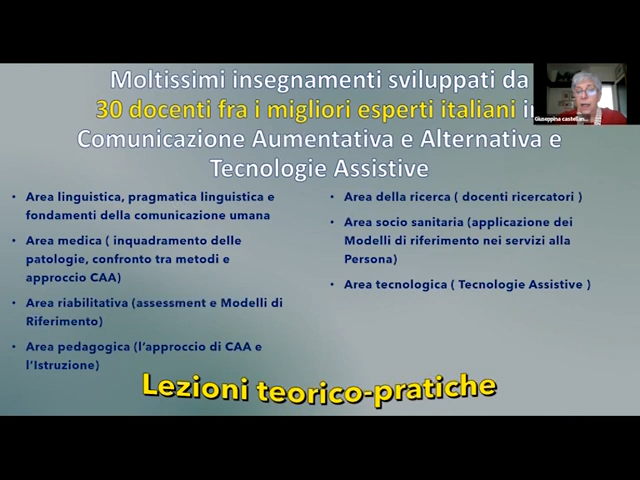 Moltissimi insegnamenti sviluppati da
30 docenti fra i migliori esperti italiani in
Comunicazione Aumentativa e Alternativa e
Tecnologie Assistive
Giuseppina castellan...
• Area linguistica, pragmatica linguistica e
fondamenti della comunicazione umana
• Area medica ( inquadramento delle
patologie, confronto tra metodi e
approccio CAA)
• Area riabilitativa (assessment e Modelli di
Riferimento)
• Area pedagogica (l’approccio di CAA e
l’Istruzione)
• Area della ricerca ( docenti ricercatori )
• Area socio sanitaria (applicazione dei
Modelli di riferimento nei servizi alla
Persona)
• Area tecnologica ( Tecnologie Assistive )
Lezioni teorico-pratiche